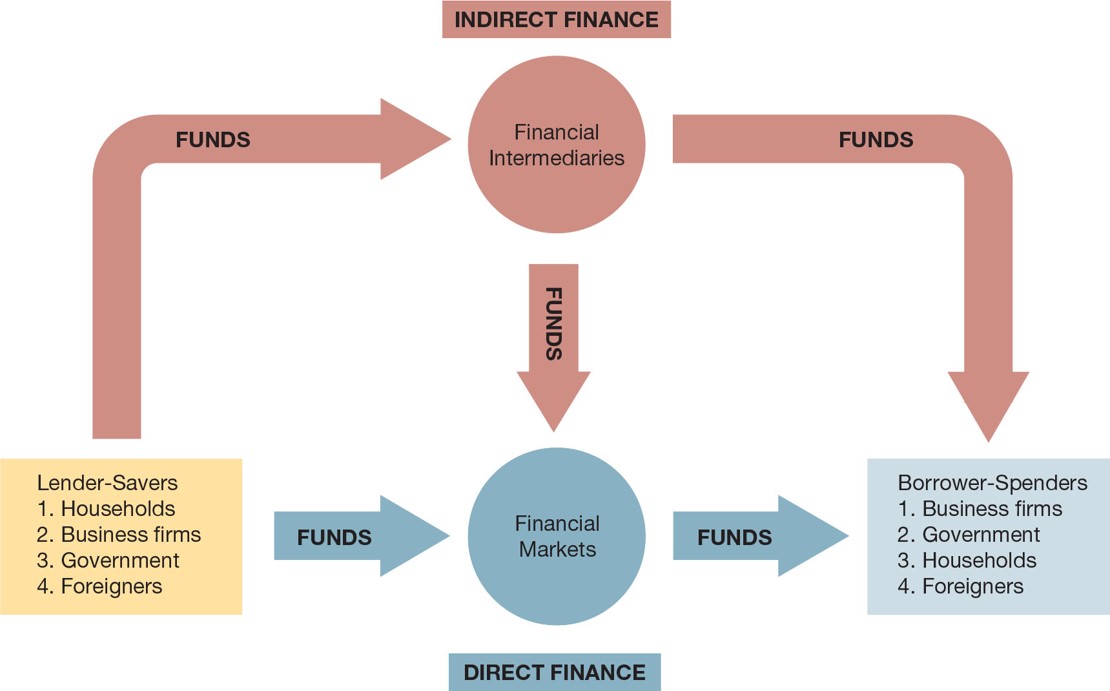 INDIRECT FINANCE
Financial
Intermediaries
FUNDS
FUNDS
FUNDS
Lender-Savers
1. Households
2. Business firms
3. Government
4. Foreigners
FUNDS
Financial
Markets
FUNDS
Borrower-Spenders
1. Business firms
2. Government
3. Households
4. Foreigners
DIRECT FINANCE